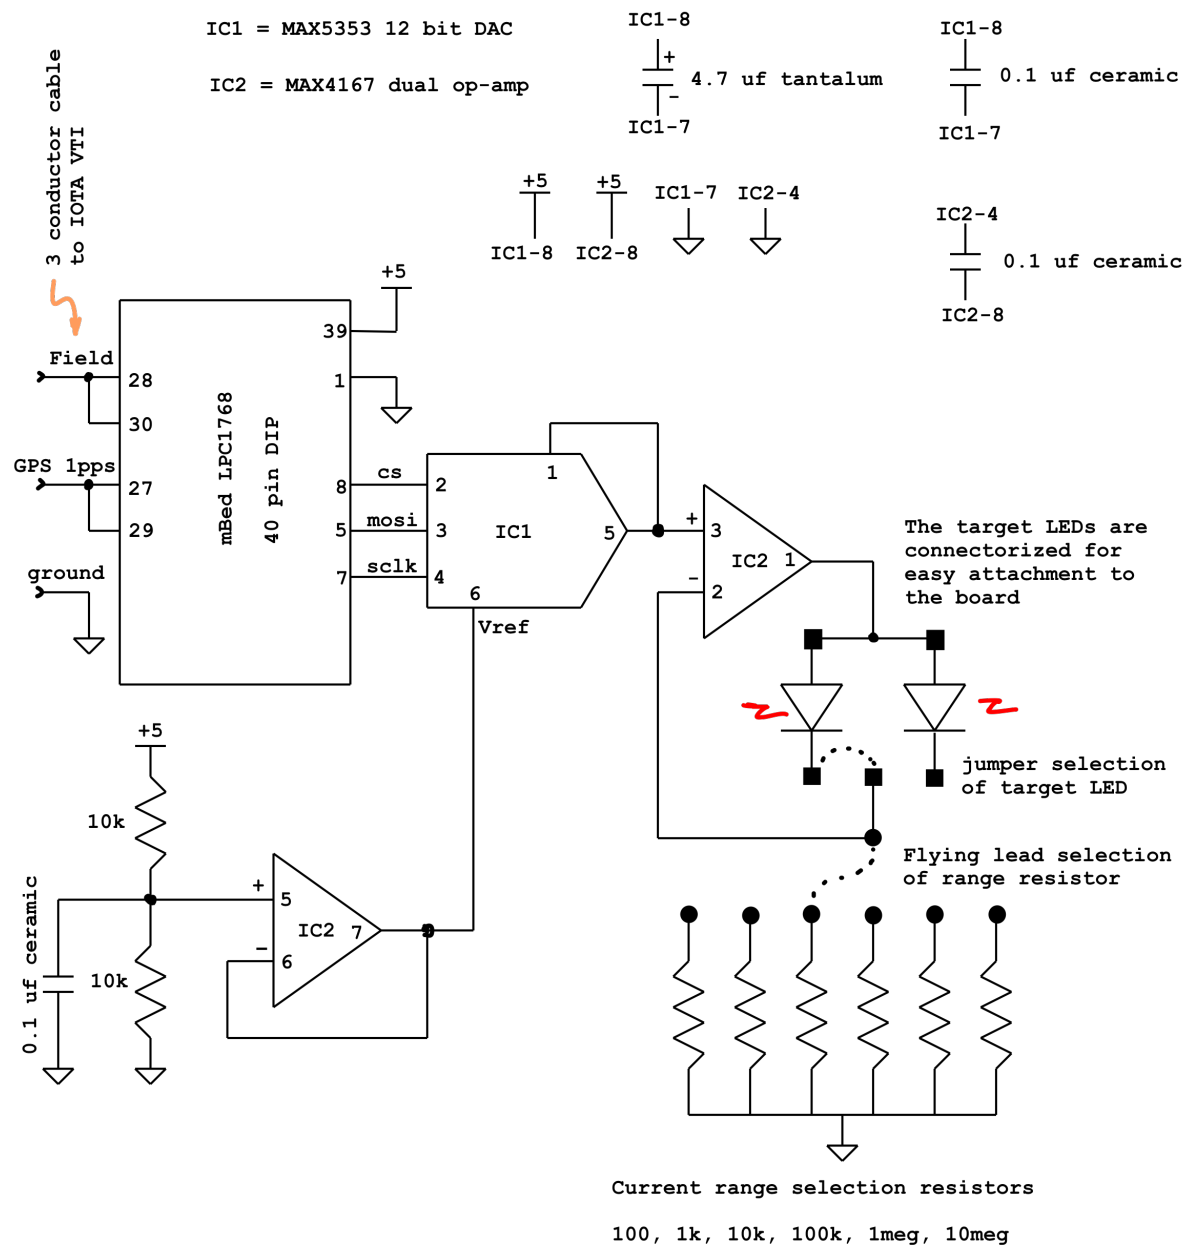 IC1 = MAX5353 12 bit DAC
IC2 = MAX4167 dual op-amp
IC1-8
+
4.7 uf tantalum
-
IC1-7
IC1-8
0.1 uf ceramic
IC1-7
3 conductor cable
to IOTA VTI
+5
IC1-8
+5
IC2-8
IC1-7
IC2-4
IC2-4
0.1 uf ceramic
IC2-8
+5
39
Field
28
1
30
mBed LPC1768
40 pin DIP
GPS 1pps
27
29
8
cs
2
5
mosi
3
7
sclk
4
1
IC1
5
6
Vref
ground
+
3
IC2
1
-
2
The target LEDs are
connectorized for
easy attachment to
the board
jumper selection
of target LED
Flying lead selection
of range resistor
+5
10k
10k
0.1 uf ceramic
+
5
IC2
7
-
6
Current range selection resistors
100, 1k, 10k, 100k, 1meg, 10meg